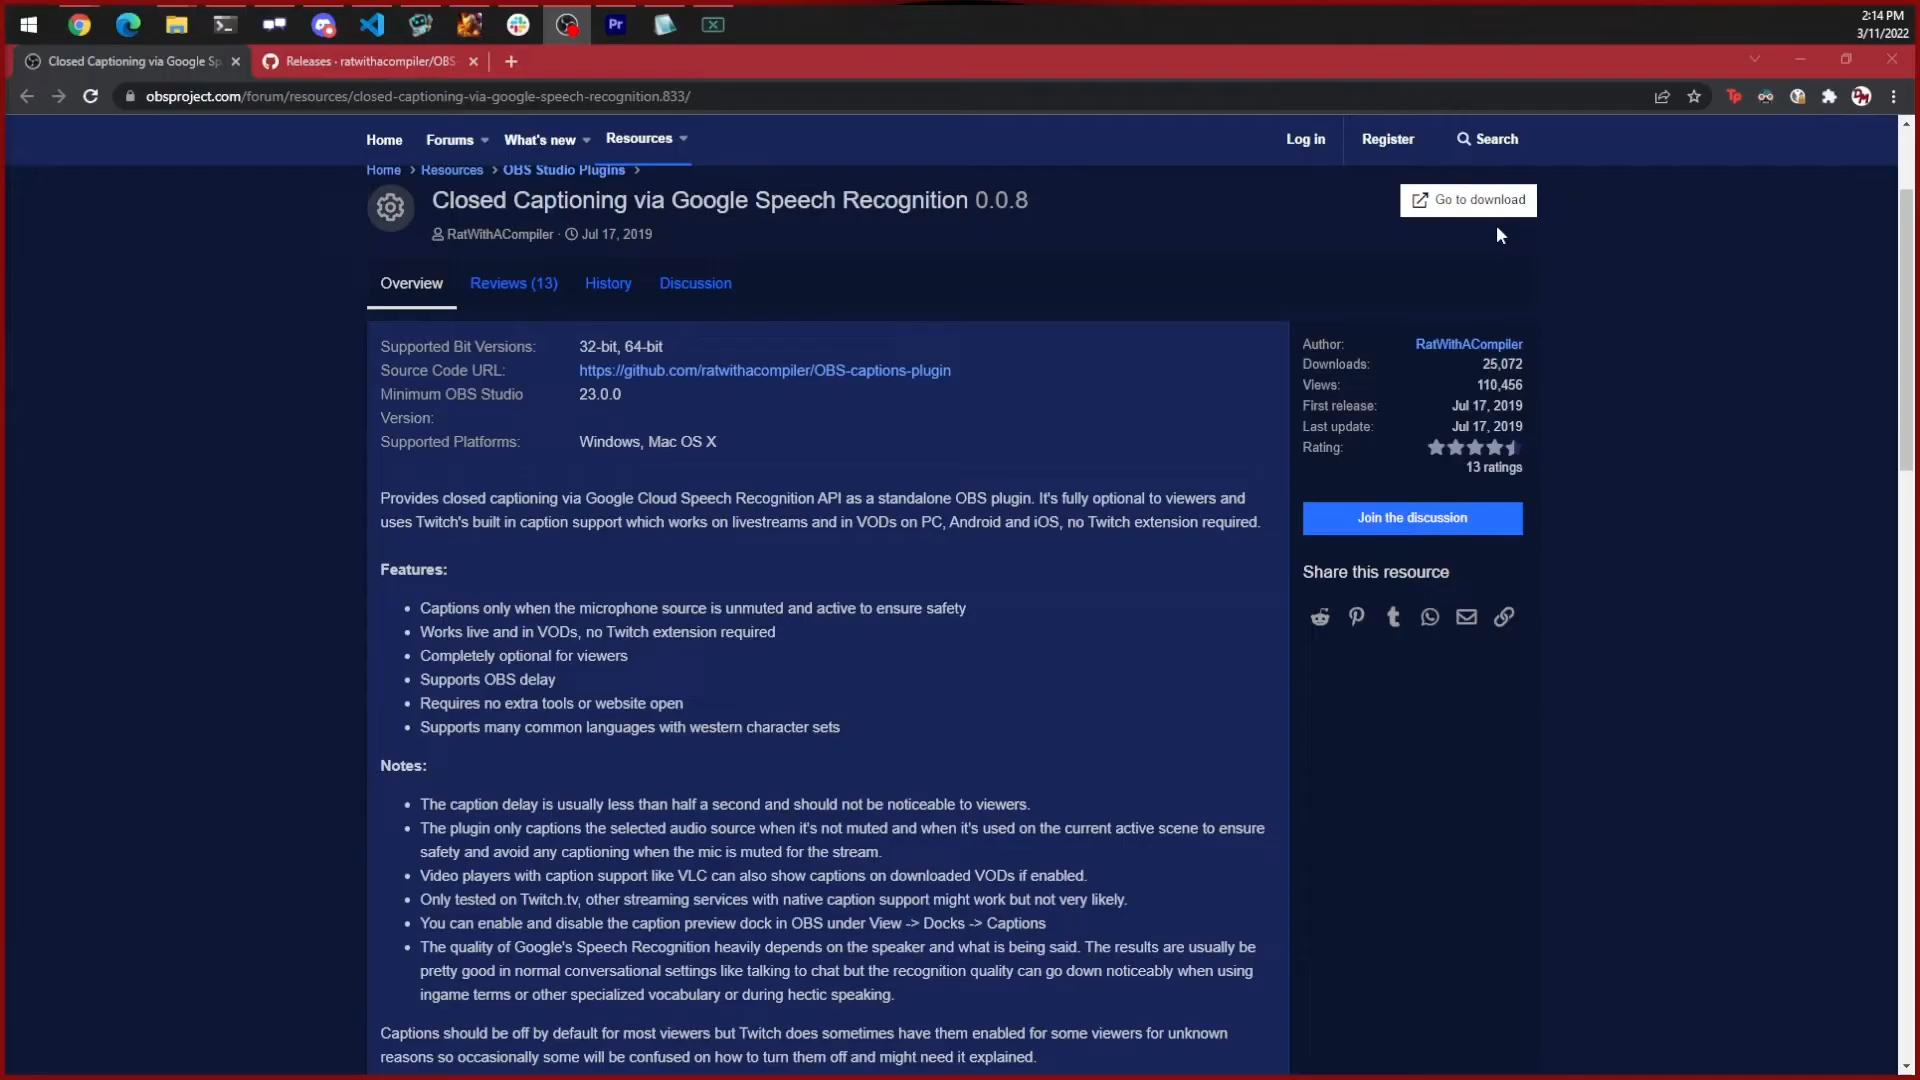 2:14 PM
3/11/2022
Closed Captioning via Google Sp
Releases · ratwithacompiler/OBS
obsproject.com/forum/resources/closed-captioning-via-google-speech-recognition.833/
Home
Forums
What's new
Resources
Log in
Register
Search
Home > Resources > OBS Studio Plugins >
Closed Captioning via Google Speech Recognition 0.0.8
Go to download
RatWithACompiler · Jul 17, 2019
Overview
Reviews (13)
History
Discussion
Supported Bit Versions: 32-bit, 64-bit
Source Code URL: https://github.com/ratwithacompiler/OBS-captions-plugin
Minimum OBS Studio 23.0.0
Version:
Supported Platforms: Windows, Mac OS X
Provides closed captioning via Google Cloud Speech Recognition API as a standalone OBS plugin. It's fully optional to viewers and
uses Twitch's built in caption support which works on livestreams and in VODs on PC, Android and iOS, no Twitch extension required.
Features:
• Captions only when the microphone source is unmuted and active to ensure safety
• Works live and in VODs, no Twitch extension required
• Completely optional for viewers
• Supports OBS delay
• Requires no extra tools or website open
• Supports many common languages with western character sets
Notes:
• The caption delay is usually less than half a second and should not be noticeable to viewers.
• The plugin only captions the selected audio source when it's not muted and when it's used on the current active scene to ensure
safety and avoid any captioning when the mic is muted for the stream.
• Video players with caption support like VLC can also show captions on downloaded VODs if enabled.
• Only tested on Twitch.tv, other streaming services with native caption support might work but not very likely.
• You can enable and disable the caption preview dock in OBS under View -> Docks -> Captions
• The quality of Google's Speech Recognition heavily depends on the speaker and what is being said. The results are usually be
pretty good in normal conversational settings like talking to chat but the recognition quality can go down noticeably when using
ingame terms or other specialized vocabulary or during hectic speaking.
Captions should be off by default for most viewers but Twitch does sometimes have them enabled for some viewers for unknown
reasons so occasionally some will be confused on how to turn them off and might need it explained.
Author: RatWithACompiler
Downloads: 25,072
Views: 110,456
First release: Jul 17, 2019
Last update: Jul 17, 2019
Rating:
13 ratings
Join the discussion
Share this resource
Pr
Tp